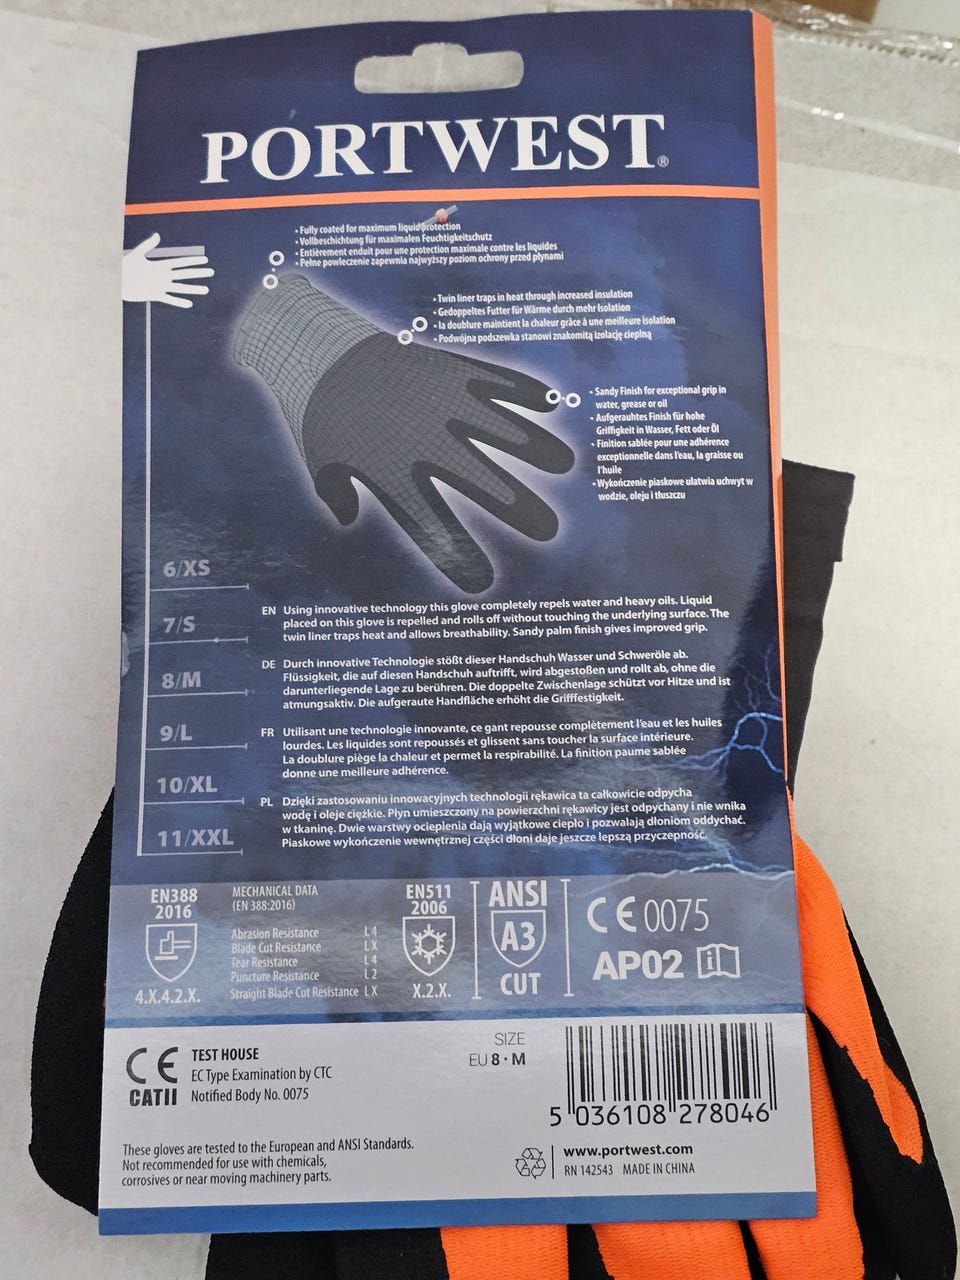 PORTWEST®
• Fully coated for maximum liquid protection
• Vollbeschichtung für maximalen Feuchtigkeitschutz
• Entièrement enduit pour une protection maximale contre les liquides
• Pełne powleczenie zapewnia najwyższy poziom ochrony przed płynami
• Twin liner traps in heat through increased insulation
• Gedoppeltes Futter für Wärme durch mehr Isolation
• la doublure maintient la chaleur grâce à une meilleure isolation
• Podwójna podszewka stanowi znakomitą izolację cieplną
• Sandy Finish for exceptional grip in
water, grease or oil
• Aufgerauhtes Finish für hohe
Griffigkeit in Wasser, Fett oder Öl
• Finition sablée pour une adhérence
exceptionnelle dans l'eau, la graisse ou
l'huile
• Wykończenie piaskowe ułatwia uchwyt w
wodzie, oleju i tłuszczu
6/XS
7/S
8/M
9/L
10/XL
11/XXL
EN Using innovative technology this glove completely repels water and heavy oils. Liquid
placed on this glove is repelled and rolls off without touching the underlying surface. The
twin liner traps heat and allows breathability. Sandy palm finish gives improved grip.
DE Durch innovative Technologie stößt dieser Handschuh Wasser und Schweröle ab.
Flüssigkeit, die auf diesen Handschuh auftrifft, wird abgestoßen und rollt ab, ohne die
darunterliegende Lage zu berühren. Die doppelte Zwischenlage schützt vor Hitze und ist
atmungsaktiv. Die aufgeraute Handfläche erhöht die Grifffestigkeit.
FR Utilisant une technologie innovante, ce gant repousse complètement l'eau et les huiles
lourdes. Les liquides sont repoussés et glissent sans toucher la surface intérieure.
La doublure piège la chaleur et permet la respirabilité. La finition paume sablée
donne une meilleure adhérence.
PL Dzięki zastosowaniu innowacyjnych technologii rękawica ta całkowicie odpycha
wodę i oleje ciężkie. Płyn umieszczony na powierzchni rękawicy jest odpychany i nie wnika
w tkaninę. Dwie warstwy ocieplenia dają wyjątkowe ciepło i pozwalają dłoniom oddychać.
Piaskowe wykończenie wewnętrznej części dłoni daje jeszcze lepszą przyczepność.
EN388
2016
4.X.4.2.X.
MECHANICAL DATA
(EN 388:2016)
Abrasion Resistance L 4
Blade Cut Resistance L X
Tear Resistance L 4
Puncture Resistance L 2
Straight Blade Cut Resistance L X
EN511
2006
X.2.X.
ANSI
A3
CUT
CE 0075
AP02 i
CE
CATII
TEST HOUSE
EC Type Examination by CTC
Notified Body No. 0075
SIZE
EU 8 · M
5 036108 278046
These gloves are tested to the European and ANSI Standards.
Not recommended for use with chemicals,
corrosives or near moving machinery parts.
www.portwest.com
RN 142543 MADE IN CHINA